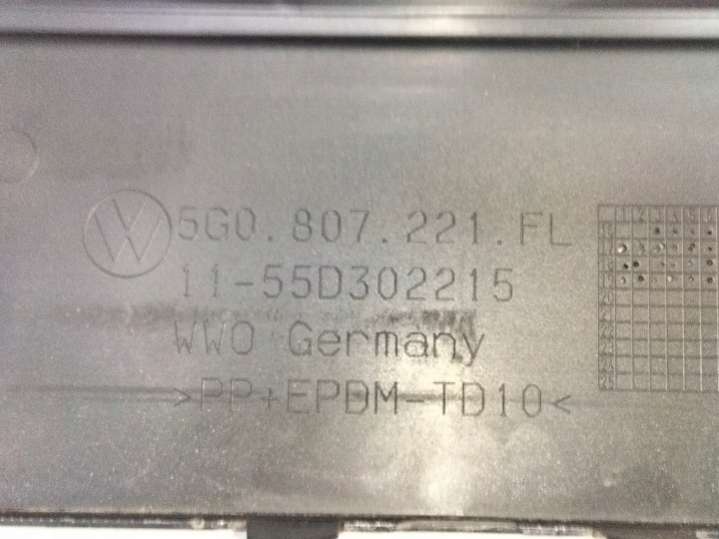 5G0.807.221.FL
11-55D302215
WWO Germany
>PP+EPDM-TD10<